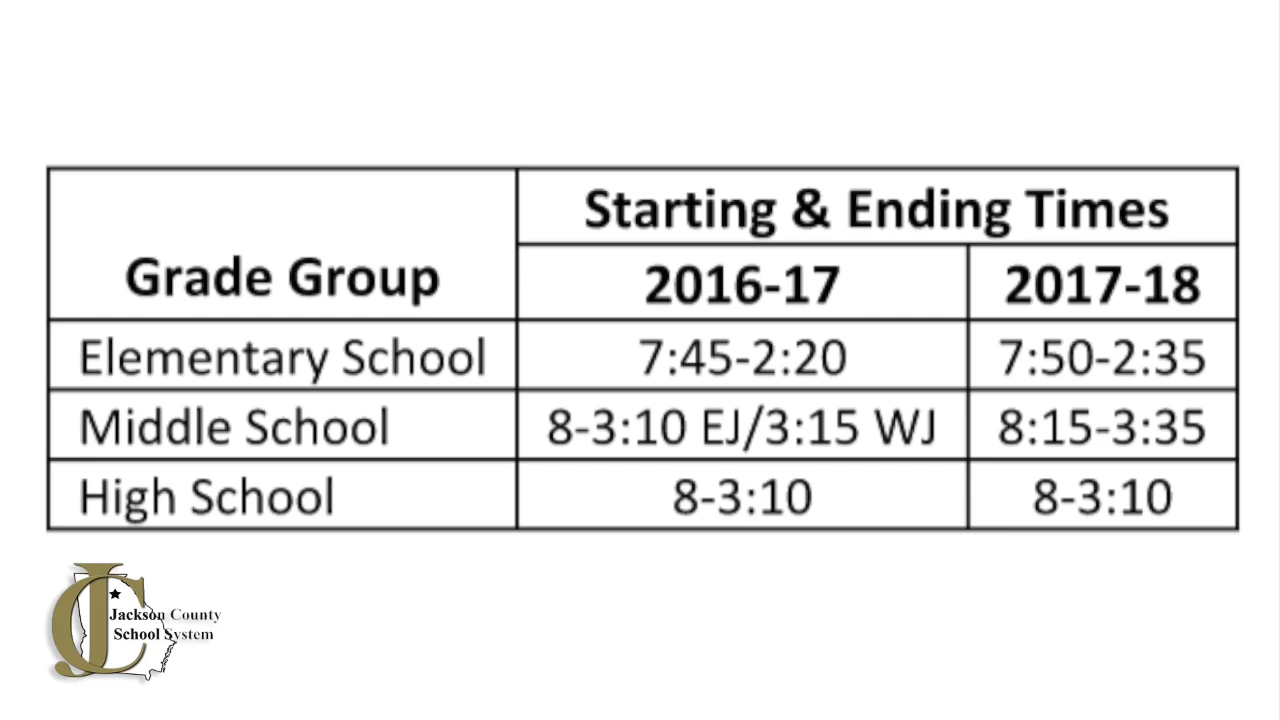 Starting & Ending Times
Grade Group 2016-17 2017-18
Elementary School 7:45-2:20 7:50-2:35
Middle School 8-3:10 EJ/3:15 WJ 8:15-3:35
High School 8-3:10 8-3:10
JC
Jackson County
School System